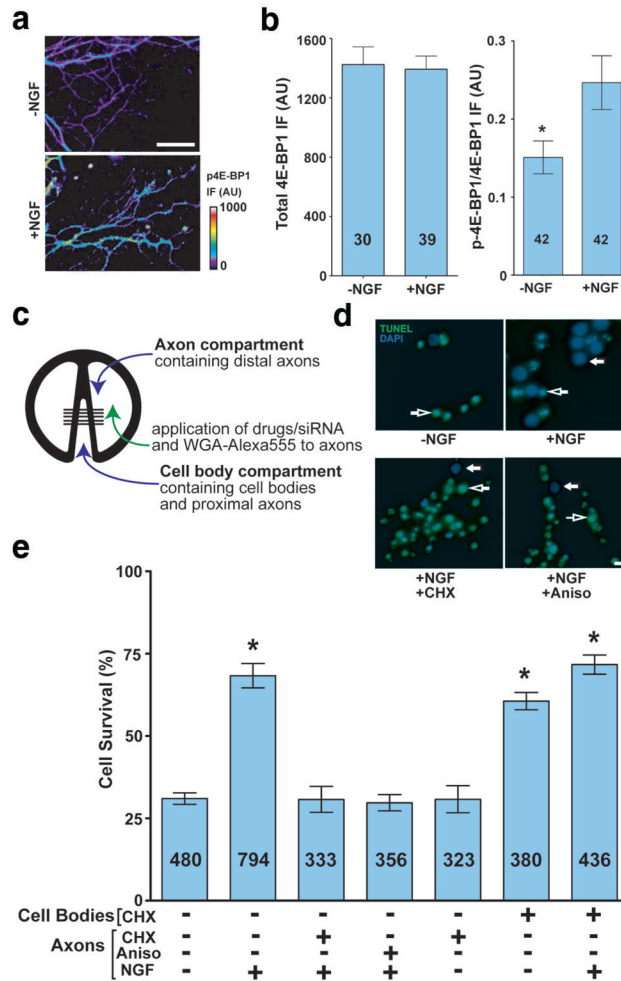 a
-NGF
+NGF
p4E-BP1
IF (AU)
1000
0
b
Total 4E-BP1 IF (AU)
1600
1200
800
400
0
30
39
-NGF
+NGF
p-4E-BP1/4E-BP1 IF (AU)
0.3
0.2
0.1
0
*
42
42
-NGF
+NGF
c
Axon compartment
containing distal axons
application of drugs/siRNA
and WGA-Alexa555 to axons
Cell body compartment
containing cell bodies
and proximal axons
d
TUNEL
DAPI
-NGF
+NGF
+NGF
+CHX
+NGF
+Aniso
e
Cell Survival (%)
100
75
50
25
0
* * *
480 794 333 356 323 380 436
Cell Bodies [CHX - - - - - + +
Axons [ CHX - - + - + - -
Aniso - - - + - - -
NGF - + + + - - +